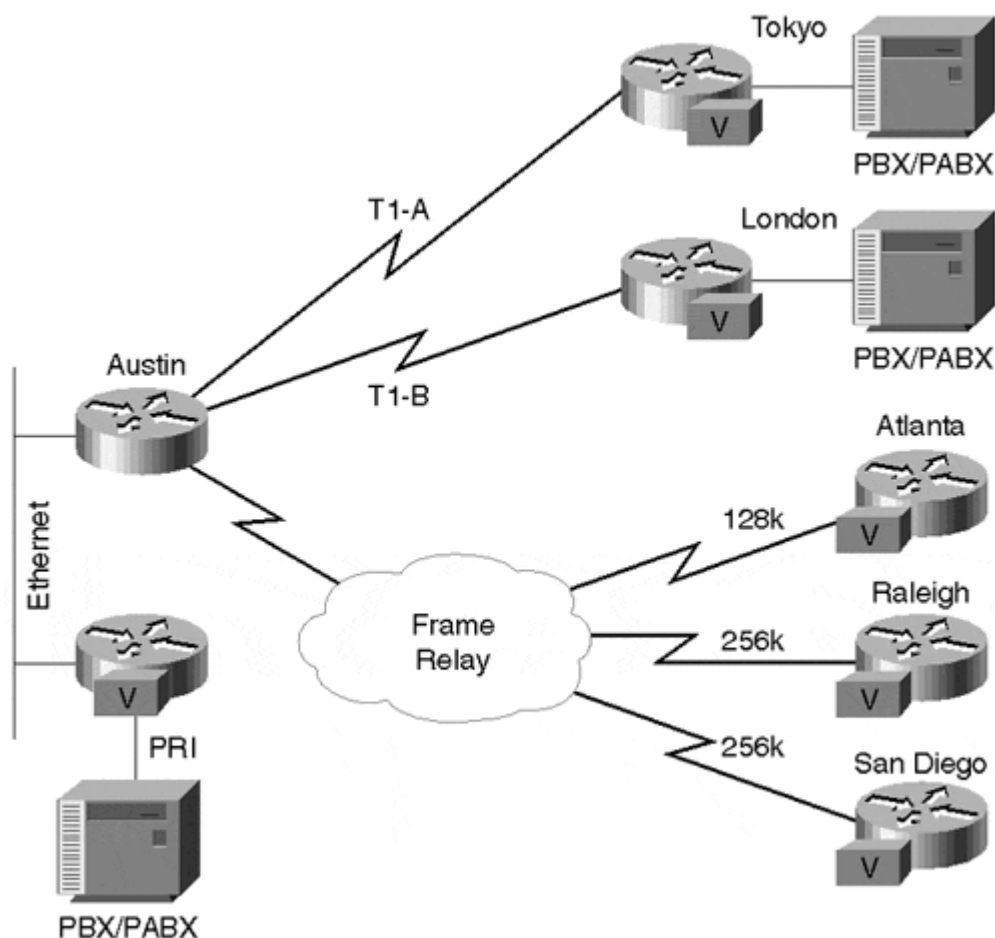 Tokyo
V
PBX/PABX
T1-A
London
V
PBX/PABX
Austin
T1-B
Atlanta
128k
V
Ethernet
Frame
Relay
Raleigh
256k
V
V
PRI
256k
San Diego
V
PBX/PABX